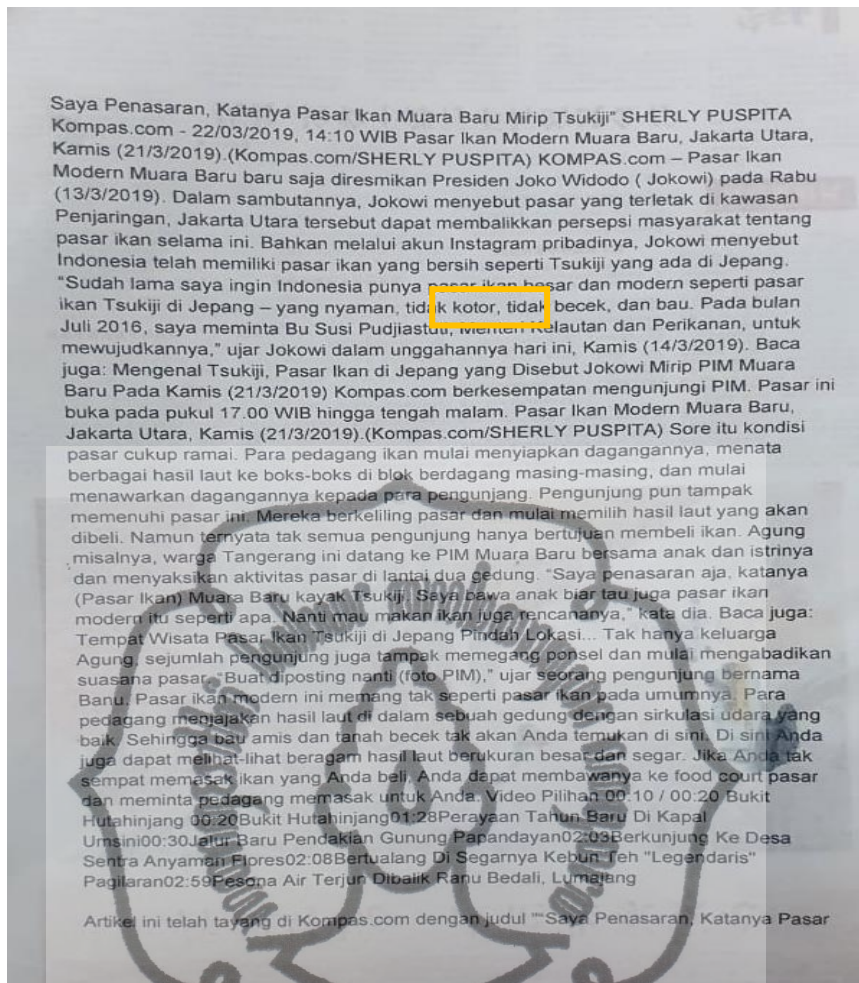 Saya Penasaran, Katanya Pasar Ikan Muara Baru Mirip Tsukiji" SHERLY PUSPITA
Kompas.com - 22/03/2019, 14:10 WIB Pasar Ikan Modern Muara Baru, Jakarta Utara,
Kamis (21/3/2019).(Kompas.com/SHERLY PUSPITA) KOMPAS.com – Pasar Ikan
Modern Muara Baru baru saja diresmikan Presiden Joko Widodo ( Jokowi) pada Rabu
(13/3/2019). Dalam sambutannya, Jokowi menyebut pasar yang terletak di kawasan
Penjaringan, Jakarta Utara tersebut dapat membalikkan persepsi masyarakat tentang
pasar ikan selama ini. Bahkan melalui akun Instagram pribadinya, Jokowi menyebut
Indonesia telah memiliki pasar ikan yang bersih seperti Tsukiji yang ada di Jepang.
"Sudah lama saya ingin Indonesia punya pasar ikan besar dan modern seperti pasar
ikan Tsukiji di Jepang – yang nyaman, tidak kotor, tidak becek, dan bau. Pada bulan
Juli 2016, saya meminta Bu Susi Pudjiastuti, Menteri Kelautan dan Perikanan, untuk
mewujudkannya," ujar Jokowi dalam unggahannya hari ini, Kamis (14/3/2019). Baca
juga: Mengenal Tsukiji, Pasar Ikan di Jepang yang Disebut Jokowi Mirip PIM Muara
Baru Pada Kamis (21/3/2019) Kompas.com berkesempatan mengunjungi PIM. Pasar ini
buka pada pukul 17.00 WIB hingga tengah malam. Pasar Ikan Modern Muara Baru,
Jakarta Utara, Kamis (21/3/2019).(Kompas.com/SHERLY PUSPITA) Sore itu kondisi
pasar cukup ramai. Para pedagang ikan mulai menyiapkan dagangannya, menata
berbagai hasil laut ke boks-boks di blok berdagang masing-masing, dan mulai
menawarkan dagangannya kepada para pengunjang. Pengunjung pun tampak
memenuhi pasar ini. Mereka berkeliling pasar dan mulai memilih hasil laut yang akan
dibeli. Namun ternyata tak semua pengunjung hanya bertujuan membeli ikan. Agung
misalnya, warga Tangerang ini datang ke PIM Muara Baru bersama anak dan istrinya
dan menyaksikan aktivitas pasar di lantai dua gedung. "Saya penasaran aja, katanya
(Pasar Ikan) Muara Baru kayak Tsukiji. Saya bawa anak biar tau juga pasar ikan
modern itu seperti apa. Nanti mau makan ikan juga rencananya," kata dia. Baca juga:
Tempat Wisata Pasar Ikan Tsukiji di Jepang Pindah Lokasi... Tak hanya keluarga
Agung, sejumlah pengunjung juga tampak memegang ponsel dan mulai mengabadikan
suasana pasar. "Buat diposting nanti (foto PIM)," ujar seorang pengunjung bernama
Banu. Pasar ikan modern ini memang tak seperti pasar ikan pada umumnya. Para
pedagang menjajakan hasil laut di dalam sebuah gedung dengan sirkulasi udara yang
baik. Sehingga bau amis dan tanah becek tak akan Anda temukan di sini. Di sini Anda
juga dapat melihat-lihat beragam hasil laut berukuran besar dan segar. Jika Anda tak
sempat memasak ikan yang Anda beli, Anda dapat membawanya ke food court pasar
dan meminta pedagang memasak untuk Anda. Video Pilihan 00:10 / 00:20 Bukit
Hutahinjang 00:20Bukit Hutahinjang01:28Perayaan Tahun Baru Di Kapal
Umsini00:30Jalur Baru Pendakian Gunung Papandayan02:03Berkunjung Ke Desa
Sentra Anyaman Flores02:08Bertualang Di Segarnya Kebun Teh "Legendaris"
Pagilaran02:59Pesona Air Terjun Dibalik Ranu Bedali, Lumajang
Artikel ini telah tayang di Kompas.com dengan judul ""Saya Penasaran, Katanya Pasar